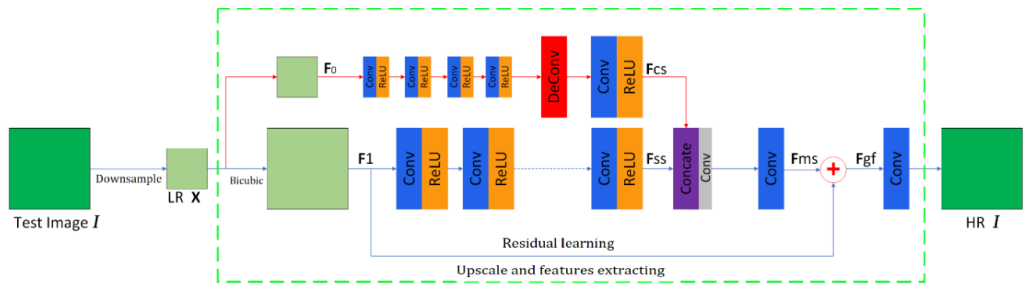 F0
Conv ReLU
Conv ReLU
Conv ReLU
Conv ReLU
DeConv
Conv ReLU
Fcs
Test Image I
Downsample
LR X
Bicubic
F1
Conv ReLU
Conv ReLU
Conv ReLU
Fss
Concate
Conv
Conv
Fms
+
Fgf
Conv
HR I
Residual learning
Upscale and features extracting